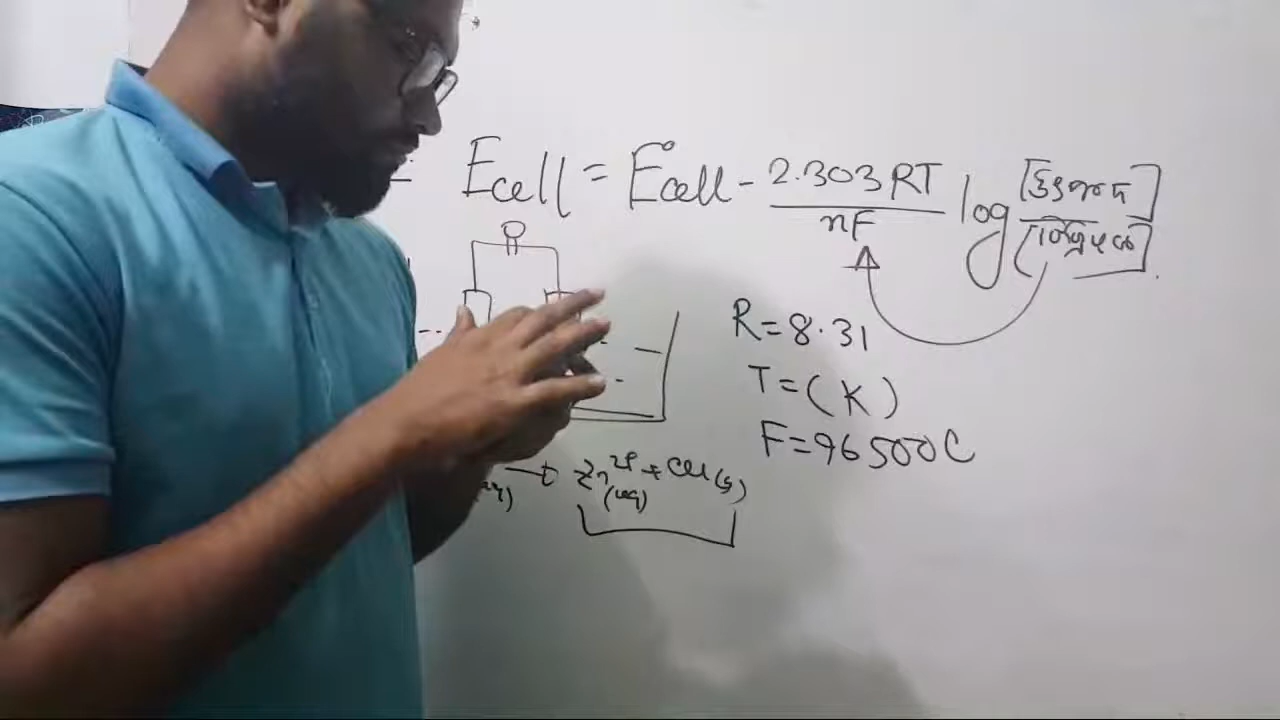 Ecell = E°cell - 2.303RT/nF log [উৎপাদ]/[বিক্রিয়ক]
R=8.31
T=(K)
F=96500C
→ Zn²⁺(aq) + Cu(s)